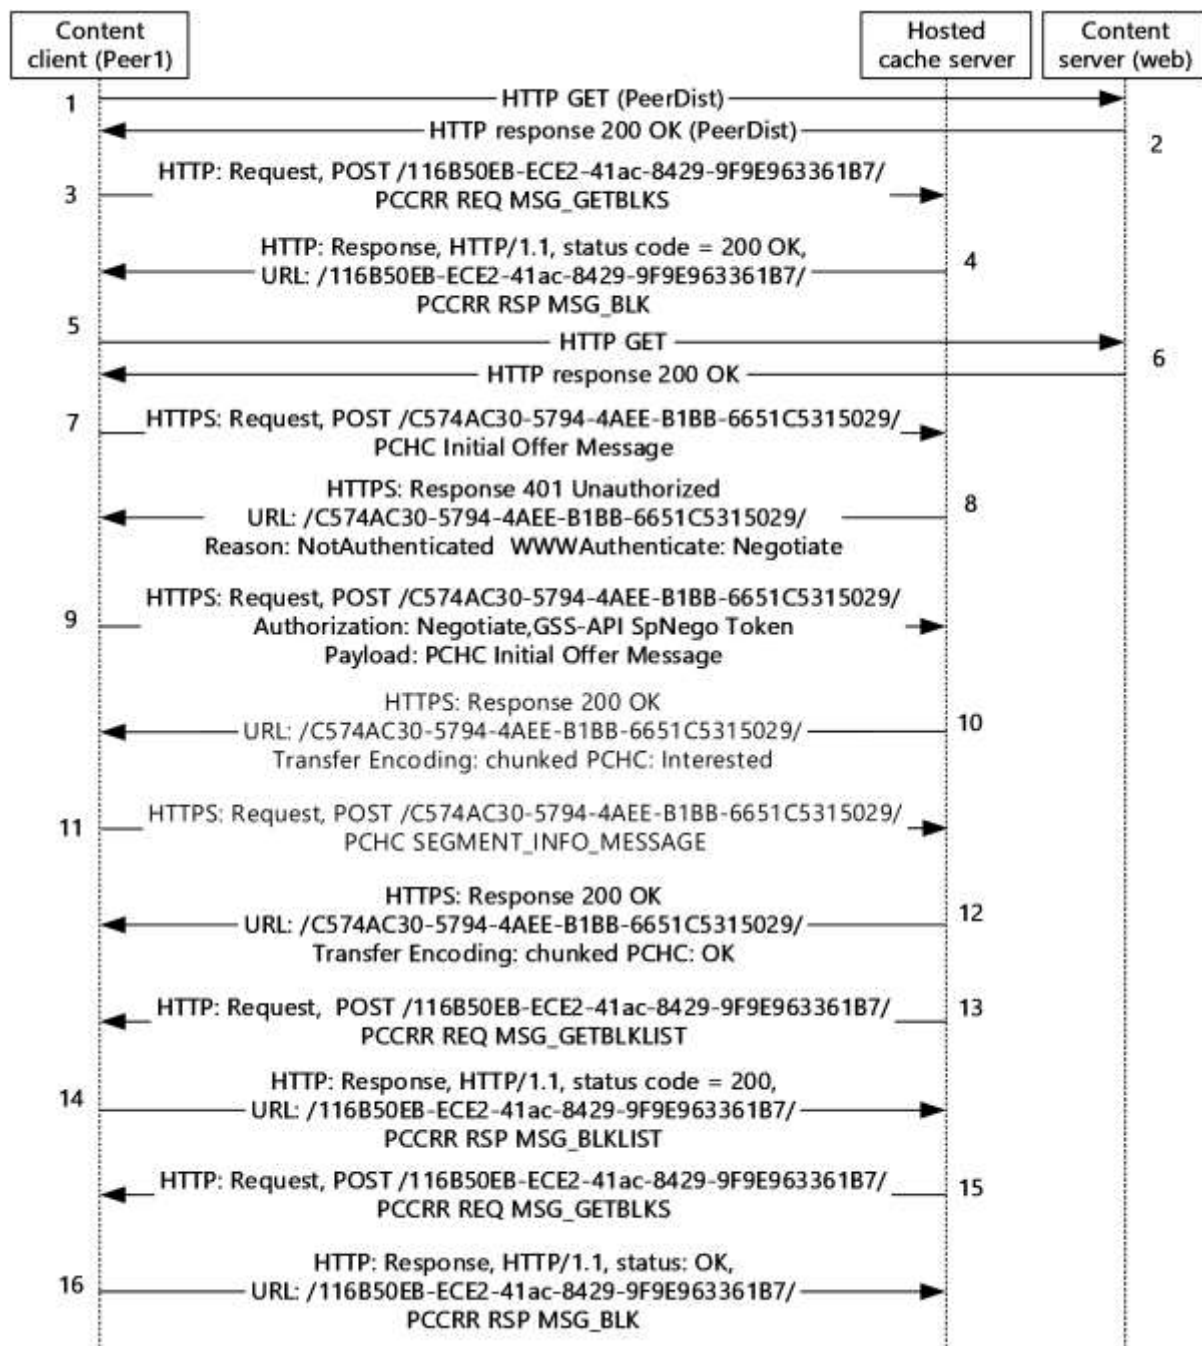 Content
client (Peer1)
Hosted
cache server
Content
server (web)
1
HTTP GET (PeerDist)
HTTP response 200 OK (PeerDist)
2
HTTP: Request, POST /116B50EB-ECE2-41ac-8429-9F9E963361B7/
3
PCCRR REQ MSG_GETBLKS
HTTP: Response, HTTP/1.1, status code = 200 OK,
4
URL: /116B50EB-ECE2-41ac-8429-9F9E963361B7/
PCCRR RSP MSG_BLK
5
HTTP GET
6
HTTP response 200 OK
7
HTTPS: Request, POST /C574AC30-5794-4AEE-B1BB-6651C5315029/
PCHC Initial Offer Message
HTTPS: Response 401 Unauthorized
8
URL: /C574AC30-5794-4AEE-B1BB-6651C5315029/
Reason: NotAuthenticated WWWAuthenticate: Negotiate
HTTPS: Request, POST /C574AC30-5794-4AEE-B1BB-6651C5315029/
9
Authorization: Negotiate,GSS-API SpNego Token
Payload: PCHC Initial Offer Message
HTTPS: Response 200 OK
10
URL: /C574AC30-5794-4AEE-B1BB-6651C5315029/
Transfer Encoding: chunked PCHC: Interested
11
HTTPS: Request, POST /C574AC30-5794-4AEE-B1BB-6651C5315029/
PCHC SEGMENT_INFO_MESSAGE
HTTPS: Response 200 OK
12
URL: /C574AC30-5794-4AEE-B1BB-6651C5315029/
Transfer Encoding: chunked PCHC: OK
HTTP: Request, POST /116B50EB-ECE2-41ac-8429-9F9E963361B7/
13
PCCRR REQ MSG_GETBLKLIST
HTTP: Response, HTTP/1.1, status code = 200,
14
URL: /116B50EB-ECE2-41ac-8429-9F9E963361B7/
PCCRR RSP MSG_BLKLIST
HTTP: Request, POST /116B50EB-ECE2-41ac-8429-9F9E963361B7/
15
PCCRR REQ MSG_GETBLKS
HTTP: Response, HTTP/1.1, status: OK,
16
URL: /116B50EB-ECE2-41ac-8429-9F9E963361B7/
PCCRR RSP MSG_BLK